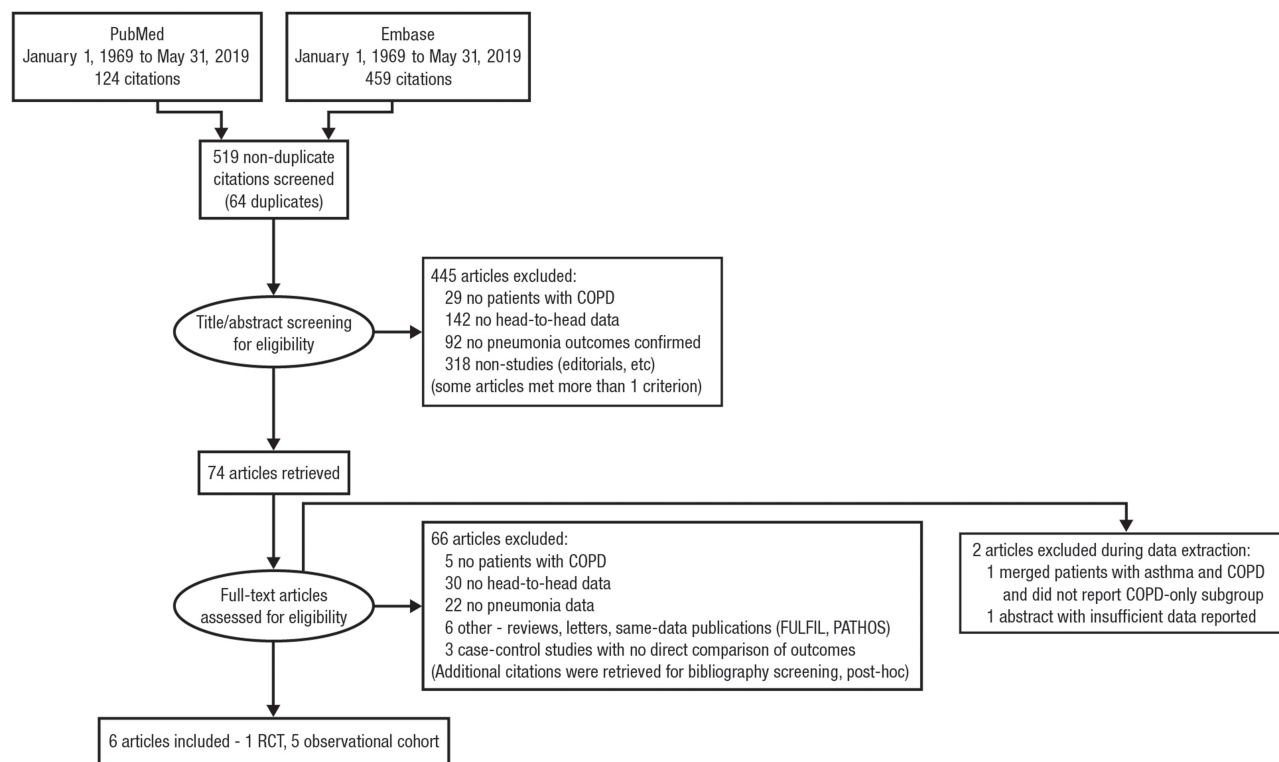 PubMed
January 1, 1969 to May 31, 2019
124 citations
Embase
January 1, 1969 to May 31, 2019
459 citations
519 non-duplicate
citations screened
(64 duplicates)
Title/abstract screening
for eligibility
445 articles excluded:
29 no patients with COPD
142 no head-to-head data
92 no pneumonia outcomes confirmed
318 non-studies (editorials, etc)
(some articles met more than 1 criterion)
74 articles retrieved
Full-text articles
assessed for eligibility
66 articles excluded:
5 no patients with COPD
30 no head-to-head data
22 no pneumonia data
6 other - reviews, letters, same-data publications (FULFIL, PATHOS)
3 case-control studies with no direct comparison of outcomes
(Additional citations were retrieved for bibliography screening, post-hoc)
2 articles excluded during data extraction:
1 merged patients with asthma and COPD
and did not report COPD-only subgroup
1 abstract with insufficient data reported
6 articles included - 1 RCT, 5 observational cohort